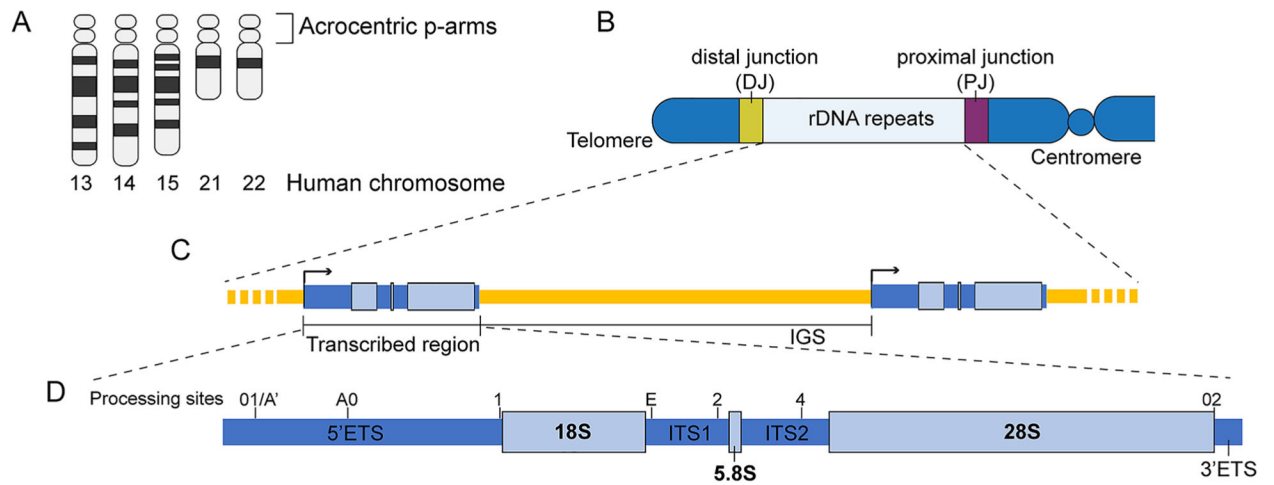 A
Acrocentric p-arms
13 14 15 21 22 Human chromosome
B
distal junction
(DJ)
proximal junction
(PJ)
rDNA repeats
Telomere
Centromere
C
IGS
Transcribed region
D
Processing sites 01/A' A0 1 E 2 4 02
5'ETS 18S ITS1 ITS2 28S
5.8S
3'ETS